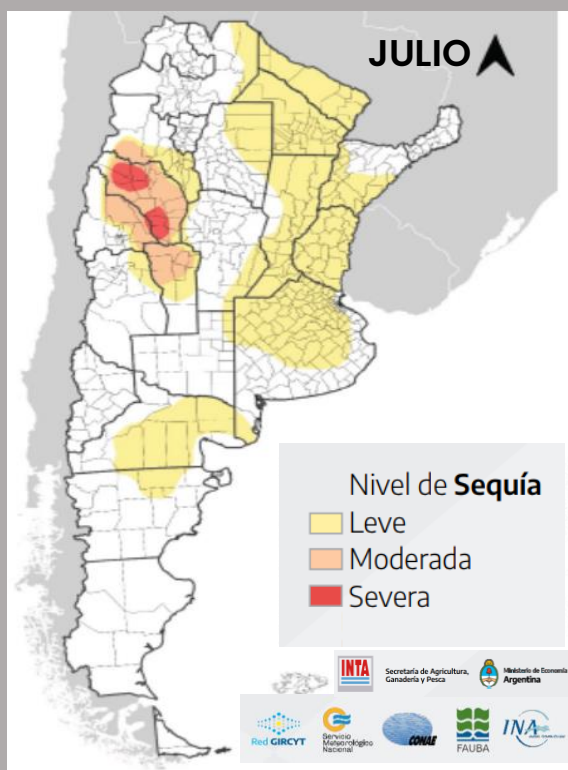 JULIO
Nivel de Sequía
Leve
Moderada
Severa
INTA
Secretaría de Agricultura,
Ganadería y Pesca
Ministerio de Economía
Argentina
Red GIRCYT
Servicio
Meteorológico
Nacional
CONAE
FAUBA
INA